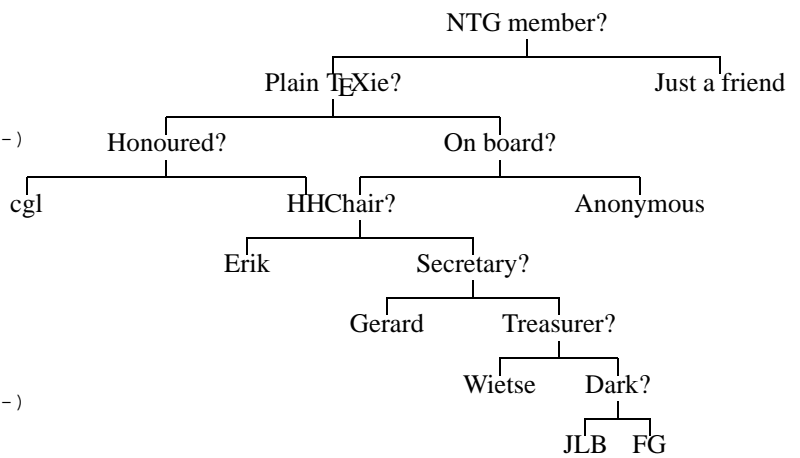 NTG member?
Plain TEXie? Just a friend
-) Honoured? On board?
cgl HHChair? Anonymous
Erik Secretary?
Gerard Treasurer?
Wietse Dark?
-)
JLB FG